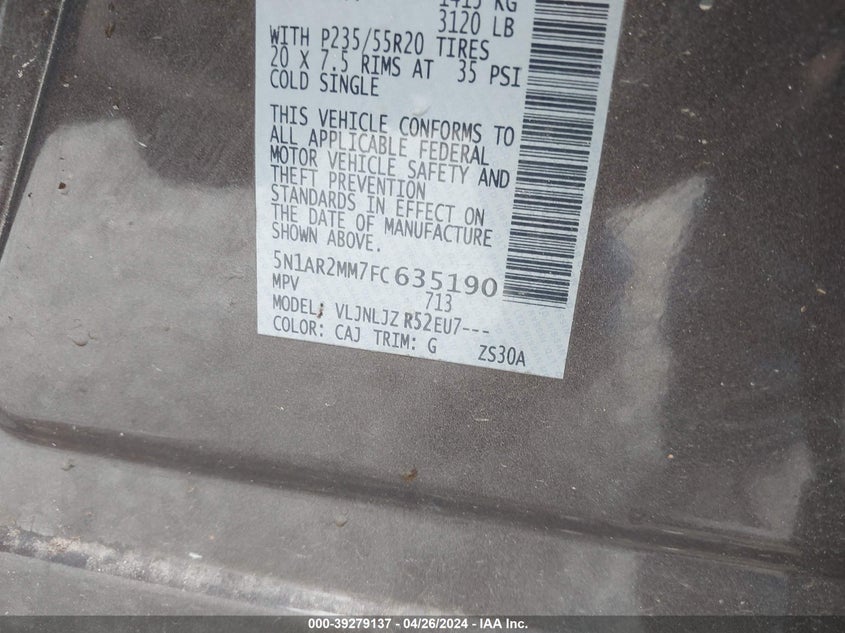 1415 KG
3120 LB
WITH P235/55R20 TIRES
20 X 7.5 RIMS AT 35 PSI
COLD SINGLE
THIS VEHICLE CONFORMS TO
ALL APPLICABLE FEDERAL
MOTOR VEHICLE SAFETY AND
THEFT PREVENTION
STANDARDS IN EFFECT ON
THE DATE OF MANUFACTURE
SHOWN ABOVE.
5N1AR2MM7FC635190
MPV 713
MODEL: VLJNLJZ R52EU7---
COLOR: CAJ TRIM: G ZS30A
000-39279137 - 04/26/2024 - IAA Inc.